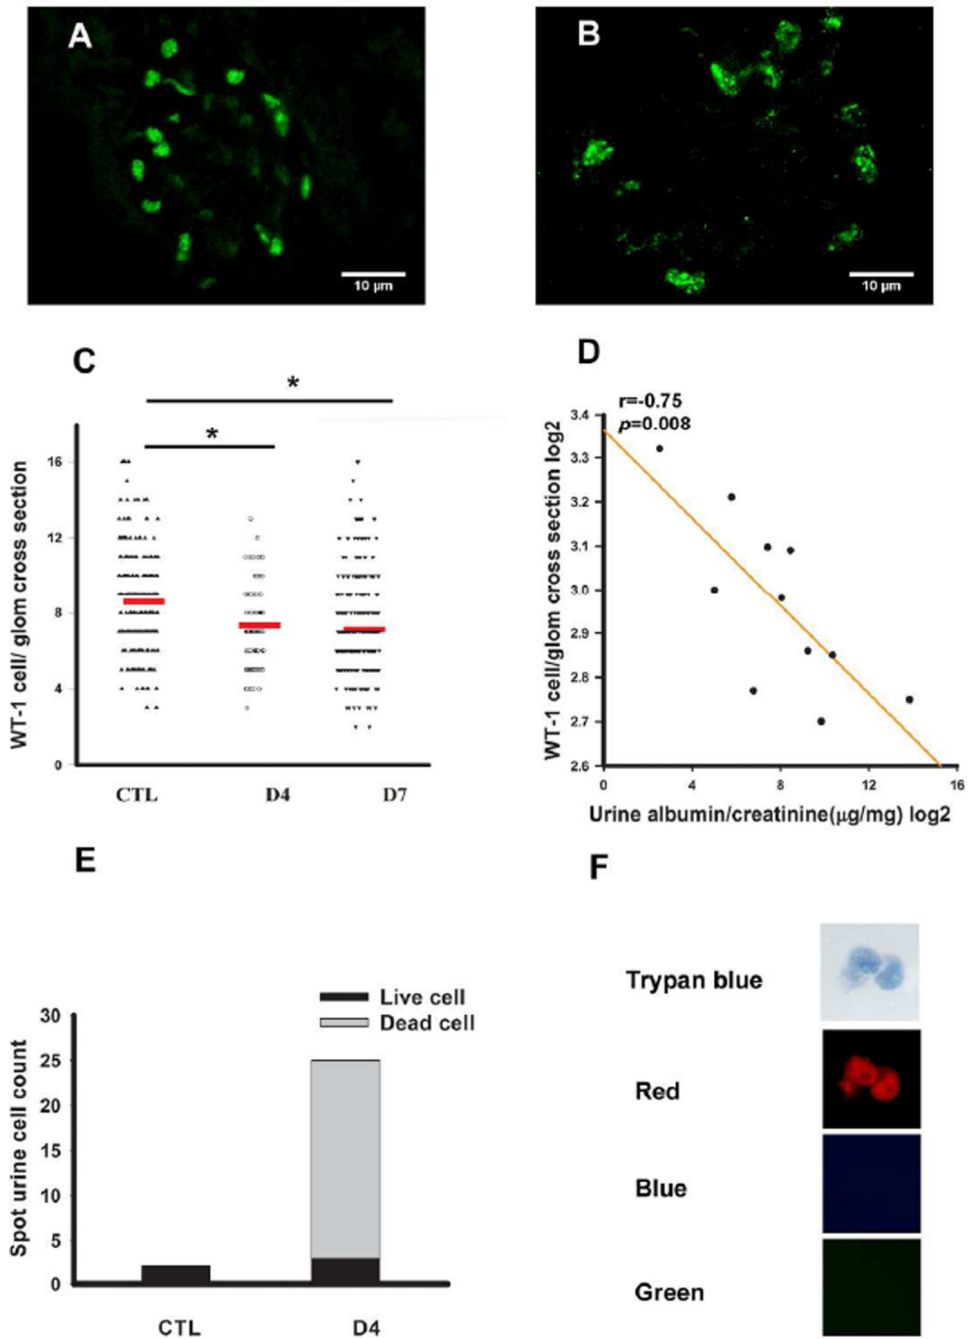 A
B
10 µm
10 µm
C
*
*
WT-1 cell/ glom cross section
16
12
8
4
0
CTL
D4
D7
D
r=-0.75
p=0.008
WT-1 cell/glom cross section log2
3.4
3.3
3.2
3.1
3.0
2.9
2.8
2.7
2.6
0
4
8
12
16
Urine albumin/creatinine(µg/mg) log2
E
Live cell
Dead cell
Spot urine cell count
30
25
20
15
10
5
0
CTL
D4
F
Trypan blue
Red
Blue
Green